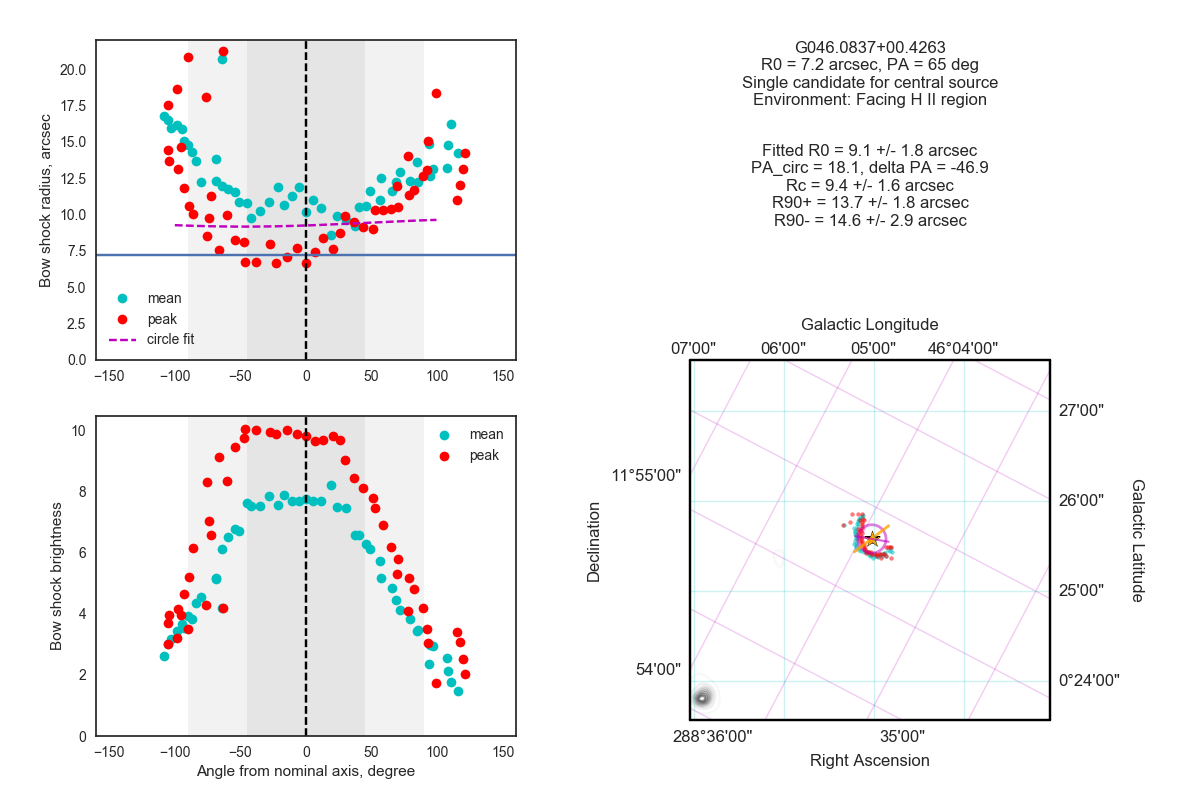 20.0
17.5
15.0
12.5
10.0
7.5
5.0
2.5
0.0
Bow shock radius, arcsec
mean
peak
circle fit
−150
−100
−50
0
50
100
150
10
8
6
4
2
0
Bow shock brightness
mean
peak
−150
−100
−50
0
50
100
150
Angle from nominal axis, degree
G046.0837+00.4263
R0 = 7.2 arcsec, PA = 65 deg
Single candidate for central source
Environment: Facing H II region
Fitted R0 = 9.1 +/- 1.8 arcsec
PA_circ = 18.1, delta PA = -46.9
Rc = 9.4 +/- 1.6 arcsec
R90+ = 13.7 +/- 1.8 arcsec
R90- = 14.6 +/- 2.9 arcsec
Galactic Longitude
07'00"
06'00"
05'00"
46°04'00"
27'00"
26'00"
25'00"
0°24'00"
Galactic Latitude
11°55'00"
54'00"
Declination
288°36'00"
35'00"
Right Ascension